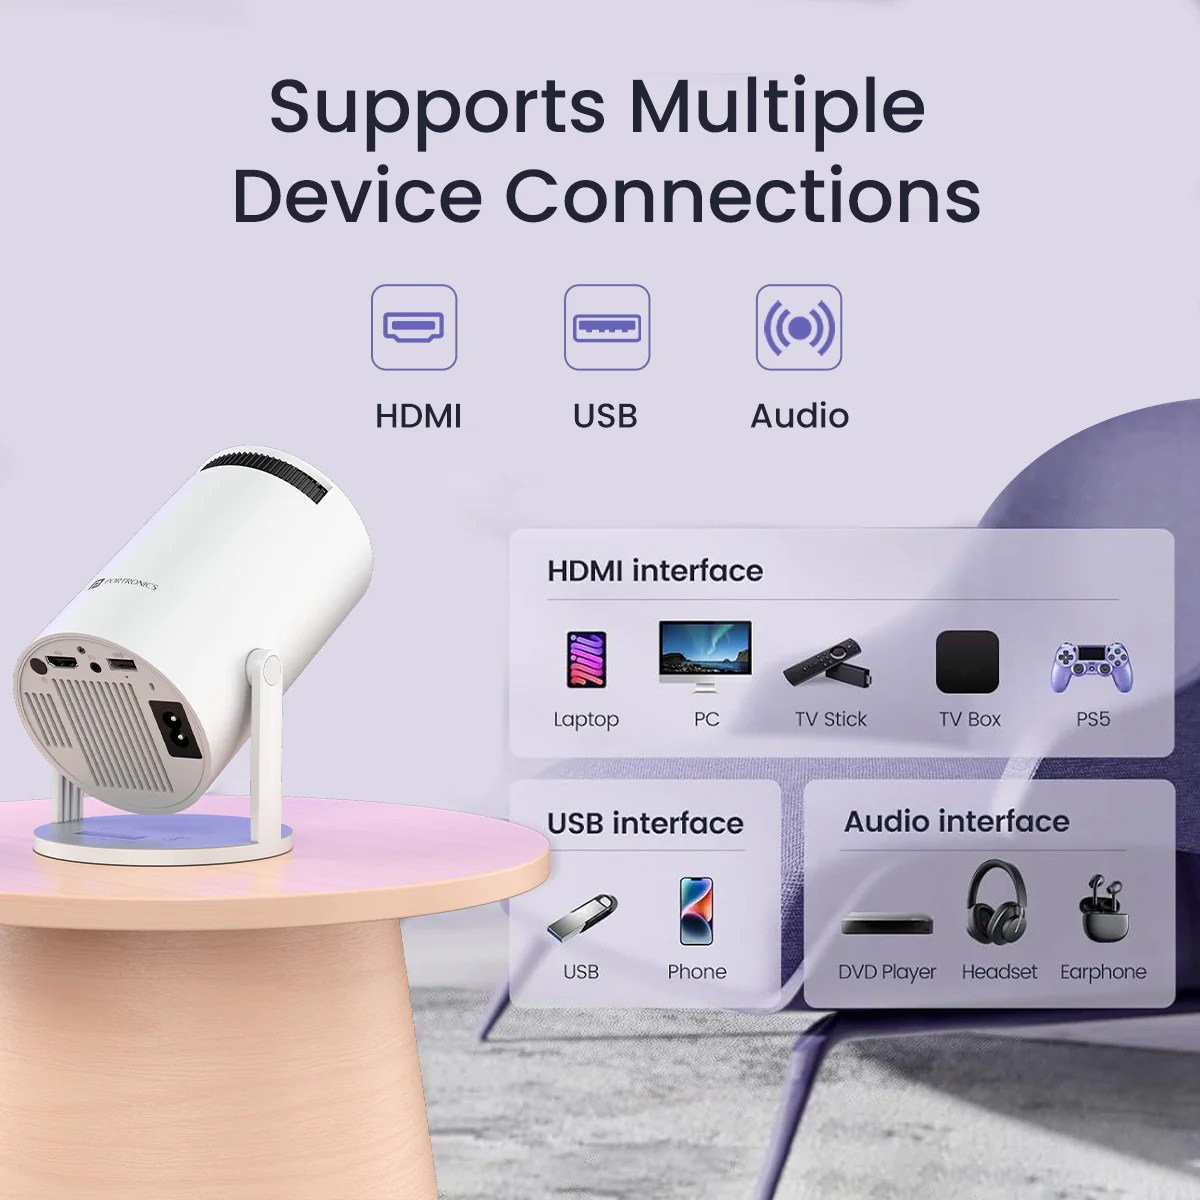 Supports Multiple
Device Connections
HDMI
USB
Audio
PORTRONICS
HDMI interface
Laptop
PC
TV Stick
TV Box
PS5
USB interface
USB
Phone
Audio interface
DVD Player
Headset
Earphone